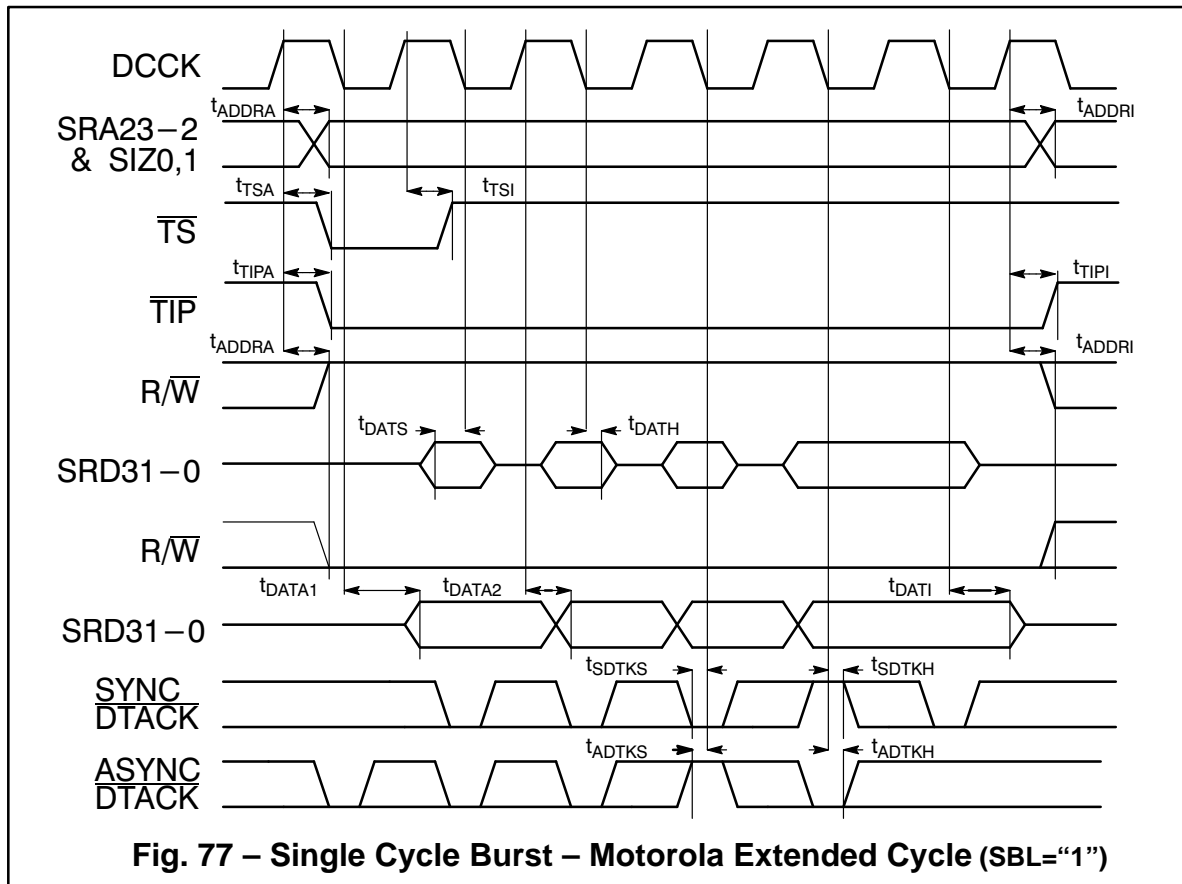 DCCK
tADDRA
tADDRI
SRA23−2
& SIZ0,1
tTSA
tTSI
TS
tTIPA
tTIPI
TIP
tADDRA
tADDRI
R/W
tDATS
tDATH
SRD31−0
R/W
tDATA1
tDATA2
tDATI
SRD31−0
tSDTKS
tSDTKH
SYNC
DTACK
tADTKS
tADTKH
ASYNC
DTACK
Fig. 77 – Single Cycle Burst – Motorola Extended Cycle (SBL=“1”)